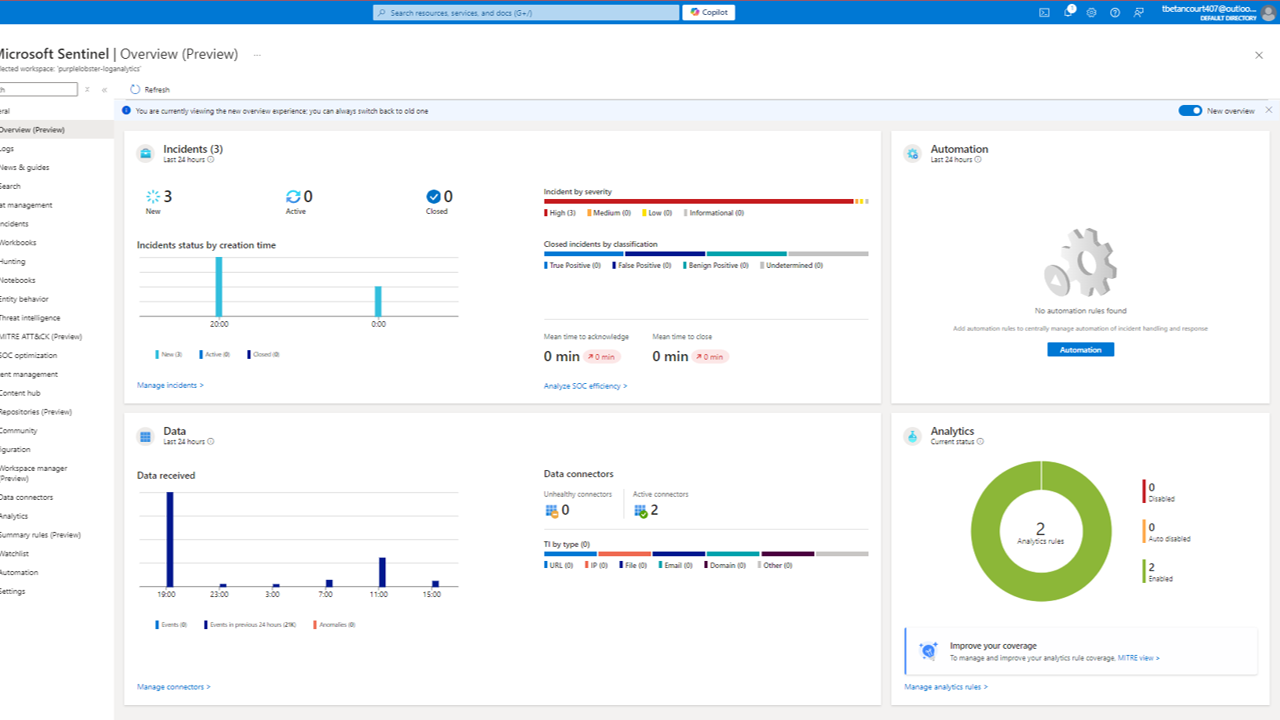 Search resources, services, and docs (G+/)
Copilot
1
tbetancourt407@outloo...
DEFAULT DIRECTORY
Microsoft Sentinel | Overview (Preview)
...
lected workspace: 'purplelobster-loganalytics'
Refresh
You are currently viewing the new overview experience: you can always switch back to old one
New overview
Overview (Preview)
Logs
News & guides
Search
at management
ncidents
Workbooks
Hunting
Notebooks
Entity behavior
Threat intelligence
MITRE ATT&CK (Preview)
SOC optimization
ent management
Content hub
Repositories (Preview)
Community
iguration
Workspace manager
(Preview)
Data connectors
Analytics
Summary rules (Preview)
Watchlist
Automation
Settings
Incidents (3)
Last 24 hours
3
New
0
Active
0
Closed
Incidents status by creation time
20:00
0:00
New (3)
Active (0)
Closed (0)
Manage incidents >
Incident by severity
High (3)
Medium (0)
Low (0)
Informational (0)
Closed incidents by classification
True Positive (0)
False Positive (0)
Benign Positive (0)
Undetermined (0)
Mean time to acknowledge
0 min
0 min
Mean time to close
0 min
0 min
Analyze SOC efficiency >
Automation
Last 24 hours
No automation rules found
Add automation rules to centrally manage automation of incident handling and response
Automation
Data
Last 24 hours
Data received
19:00
23:00
3:00
7:00
11:00
15:00
Events (0)
Events in previous 24 hours (21K)
Anomalies (0)
Manage connectors >
Data connectors
Unhealthy connectors
0
Active connectors
2
TI by type (0)
URL (0)
IP (0)
File (0)
Email (0)
Domain (0)
Other (0)
Analytics
Current status
2
Analytics rules
0
Disabled
0
Auto disabled
2
Enabled
Improve your coverage
To manage and improve your analytics rule coverage, MITRE view >
Manage analytics rules >